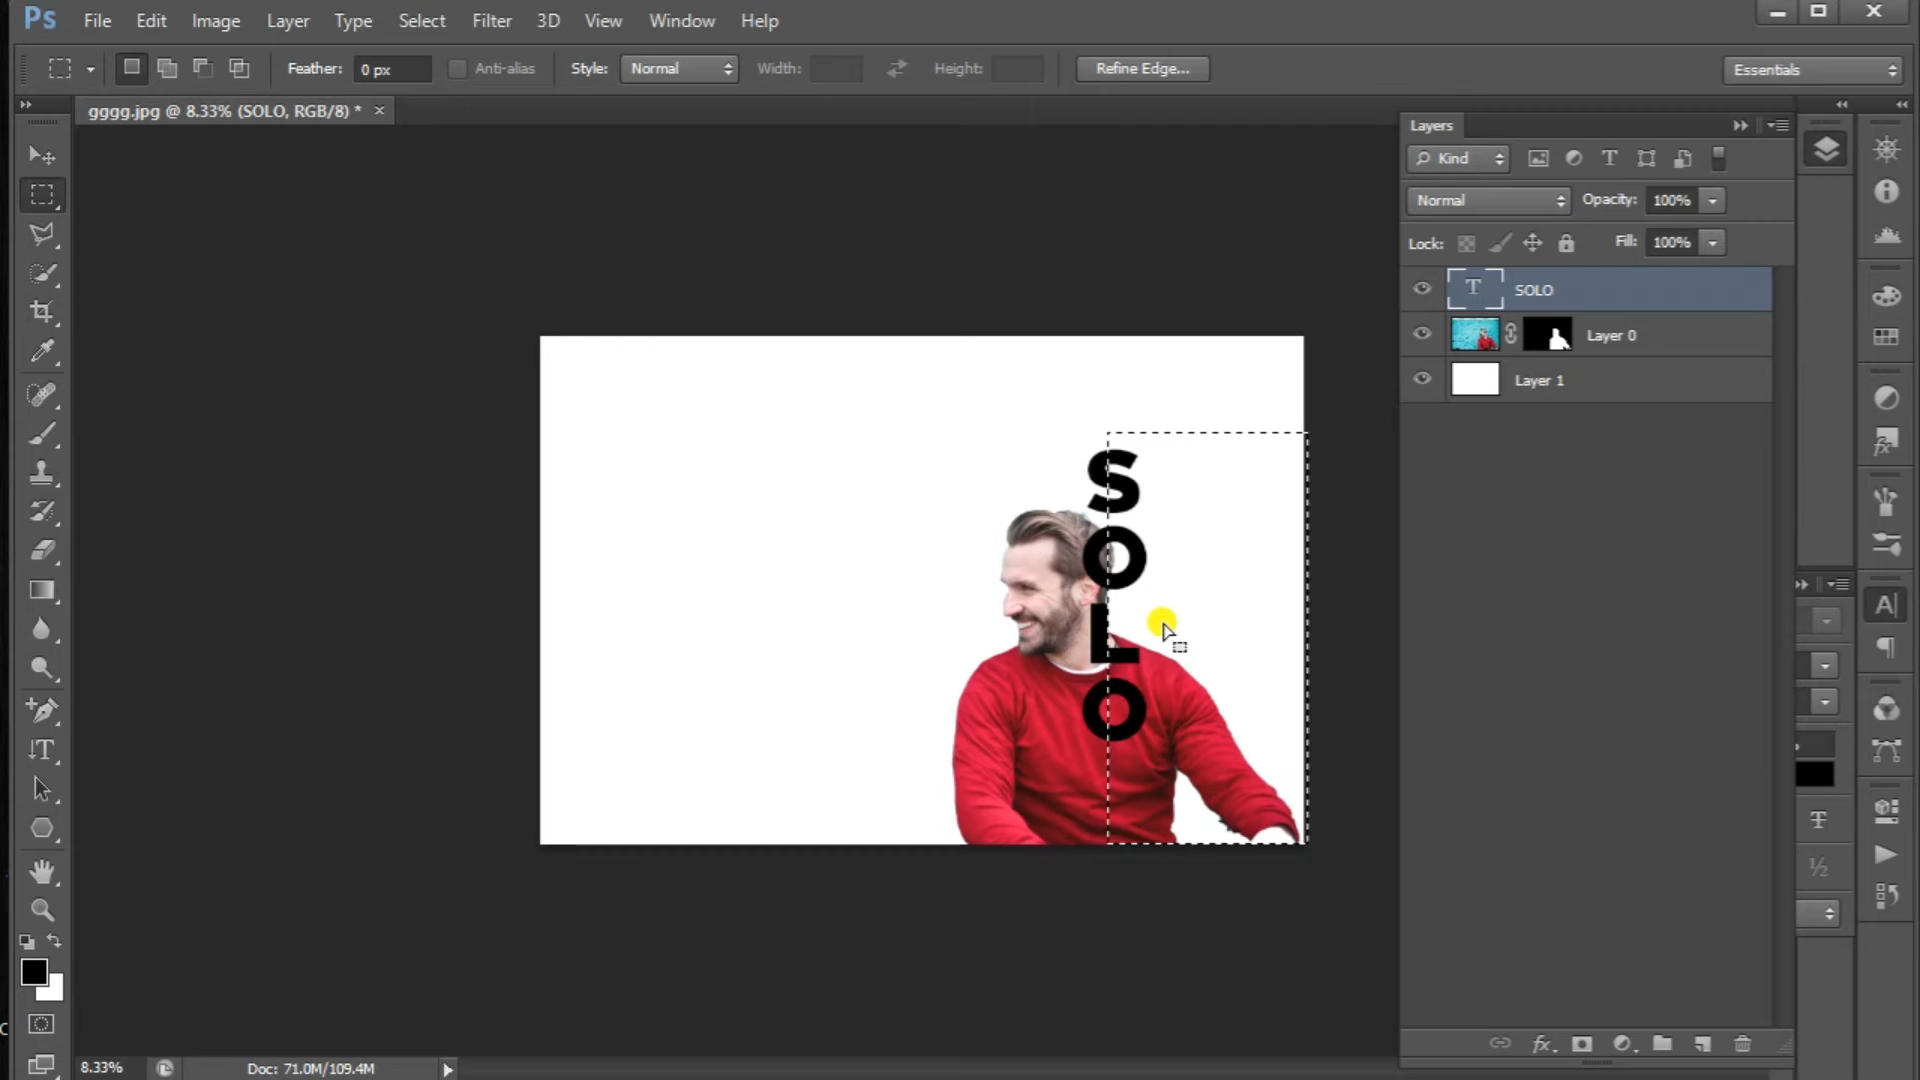 Ps File Edit Image Layer Type Select Filter 3D View Window Help
Feather: 0 px Anti-alias Style: Normal Width: Height: Refine Edge... Essentials
gggg.jpg @ 8.33% (SOLO, RGB/8) * ×
Layers
Kind
Normal Opacity: 100%
Lock: Fill: 100%
SOLO
Layer 0
Layer 1
S
O
L
O
fx
8.33% Doc: 71.0M/109.4M